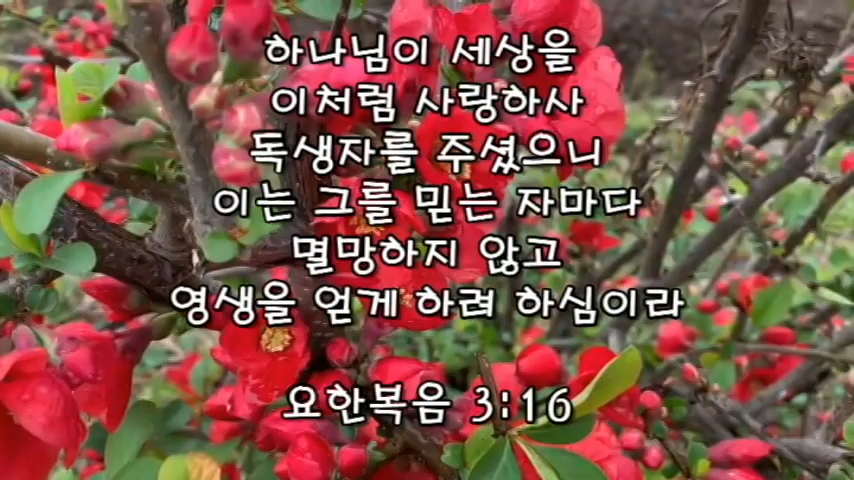 하나님이 세상을
이처럼 사랑하사
독생자를 주셨으니
이는 그를 믿는 자마다
멸망하지 않고
영생을 얻게 하려 하심이라
요한복음 3:16